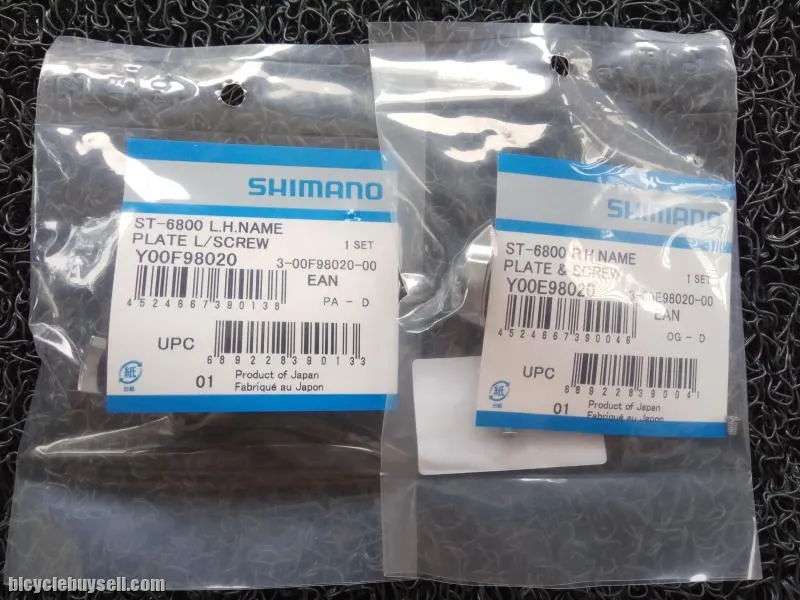 SHIMANO
ST-6800 L.H.NAME
PLATE L/SCREW
1 SET
Y00F98020
3-00F98020-00
EAN
4524667390138
PA - D
UPC
689228390133
紙
01
Product of Japan
Fabriqué au Japon
SHIMANO
ST-6800 R.H.NAME
PLATE & SCREW
1 SET
Y00E98020
3-00E98020-00
EAN
4524667390046
OG - D
UPC
689228390041
紙
01
Product of Japan
Fabriqué au Japon
bicyclebuysell.com